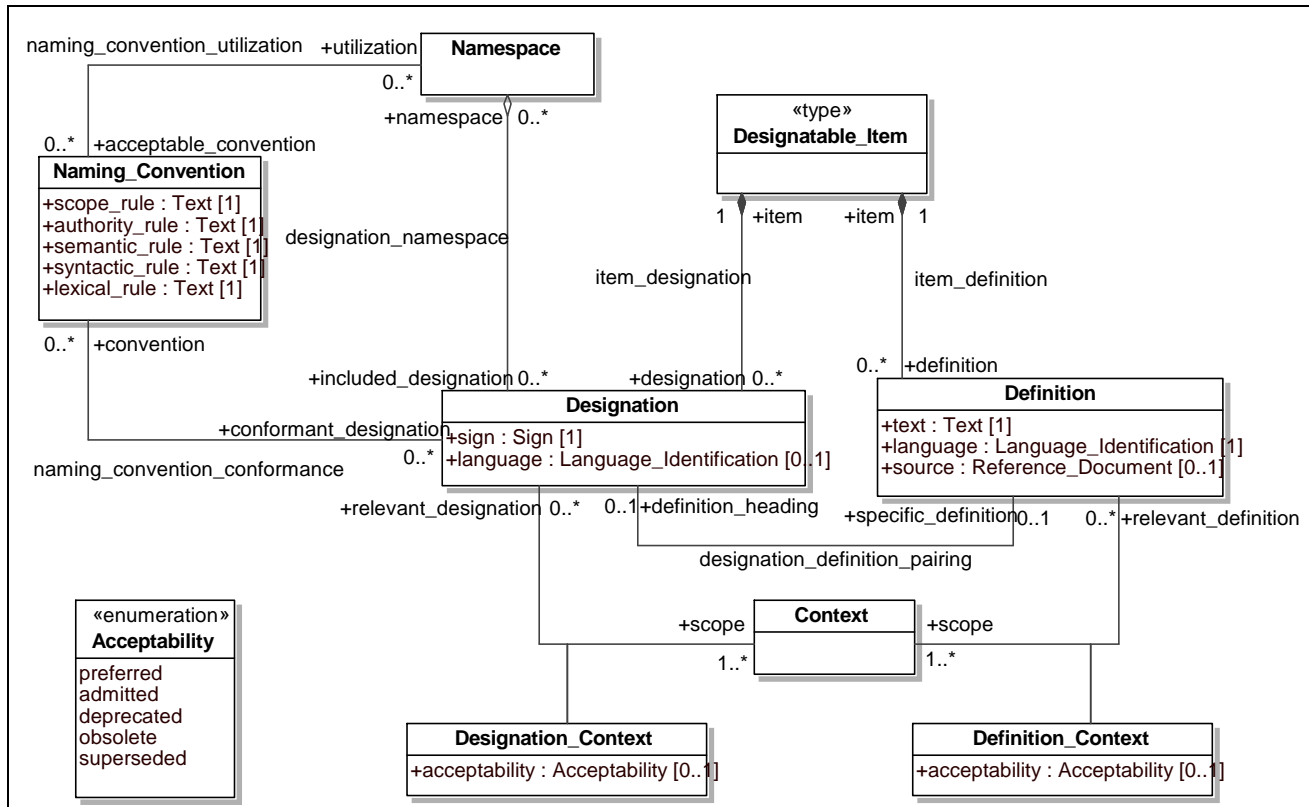 naming_convention_utilization
+utilization
0..*
Namespace
+namespace
0..*
«type»
Designatable_Item
0..*
+acceptable_convention
Naming_Convention
+scope_rule : Text [1]
+authority_rule : Text [1]
+semantic_rule : Text [1]
+syntactic_rule : Text [1]
+lexical_rule : Text [1]
1
+item
+item
1
designation_namespace
item_designation
item_definition
0..*
+convention
+included_designation
0..*
+designation
0..*
0..*
+definition
Designation
+sign : Sign [1]
+language : Language_Identification [0..1]
Definition
+text : Text [1]
+language : Language_Identification [1]
+source : Reference_Document [0..1]
+conformant_designation
0..*
naming_convention_conformance
+relevant_designation
0..*
0..1
+definition_heading
+specific_definition
0..1
0..*
+relevant_definition
designation_definition_pairing
«enumeration»
Acceptability
preferred
admitted
deprecated
obsolete
superseded
+scope
1..*
Context
+scope
1..*
Designation_Context
+acceptability : Acceptability [0..1]
Definition_Context
+acceptability : Acceptability [0..1]